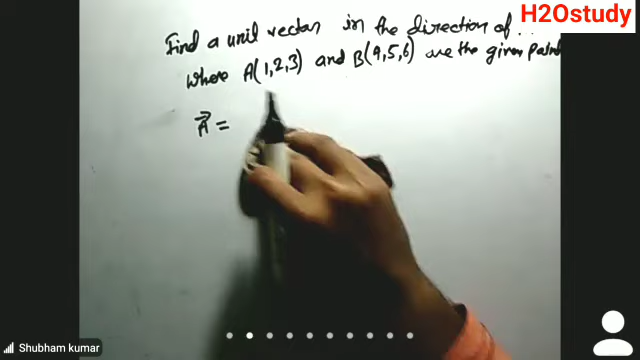 H2Ostudy
Find a unit vector in the direction of ..
where A(1,2,3) and B(4,5,6) are the given point
A⃗ =
Shubham kumar